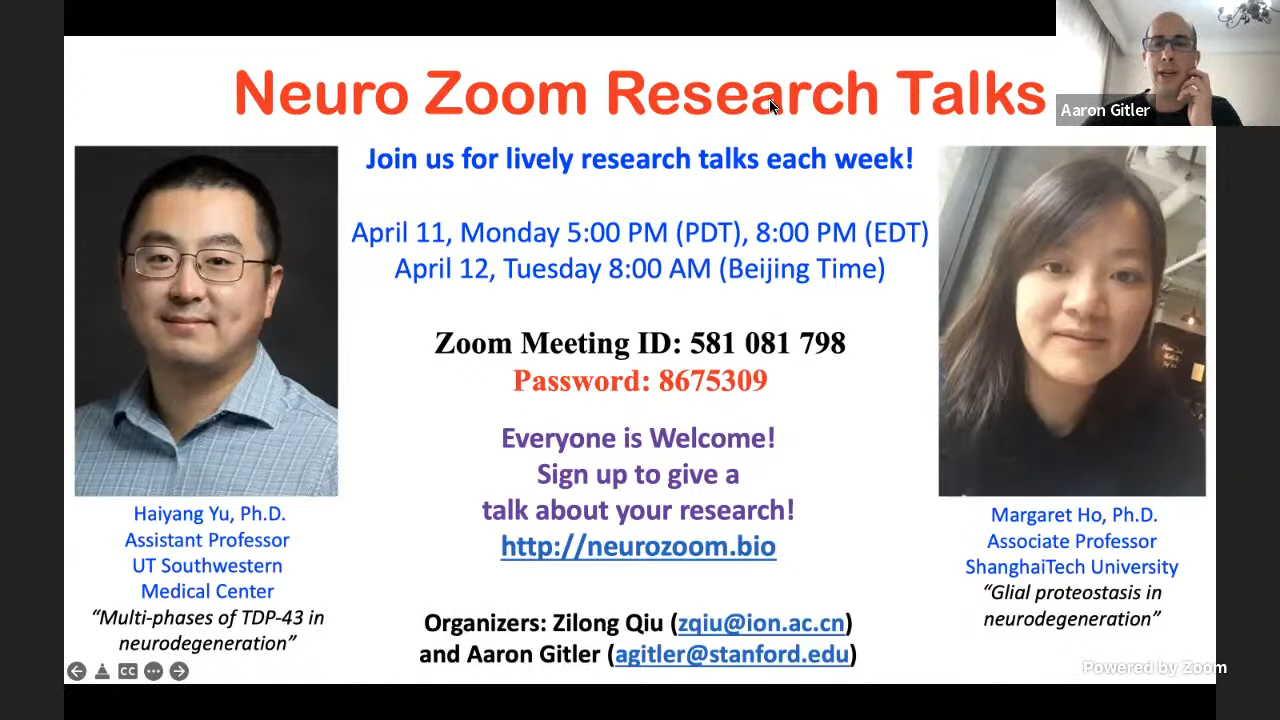 Neuro Zoom Research Talks
Aaron Gitler
Join us for lively research talks each week!
April 11, Monday 5:00 PM (PDT), 8:00 PM (EDT)
April 12, Tuesday 8:00 AM (Beijing Time)
Zoom Meeting ID: 581 081 798
Password: 8675309
Everyone is Welcome!
Sign up to give a
talk about your research!
http://neurozoom.bio
Haiyang Yu, Ph.D.
Assistant Professor
UT Southwestern
Medical Center
“Multi-phases of TDP-43 in
neurodegeneration”
Margaret Ho, Ph.D.
Associate Professor
ShanghaiTech University
“Glial proteostasis in
neurodegeneration”
Organizers: Zilong Qiu (zqiu@ion.ac.cn)
and Aaron Gitler (agitler@stanford.edu)
CC
Powered by Zoom